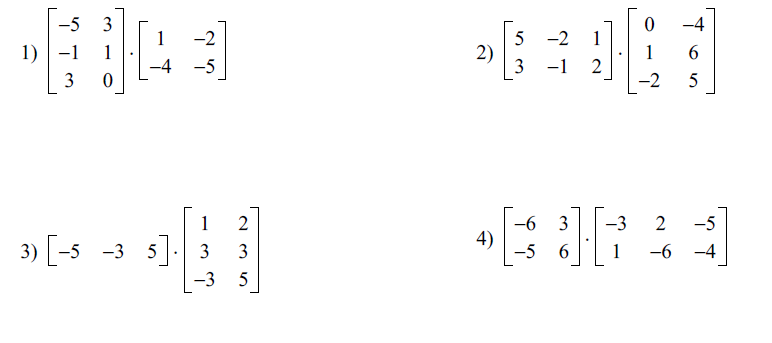 1) [−5 3; −1 1; 3 0] · [1 −2; −4 −5]
2) [5 −2 1; 3 −1 2] · [0 −4; 1 6; −2 5]
3) [−5 −3 5] · [1 2; 3 3; −3 5]
4) [−6 3; −5 6] · [−3 2 −5; 1 −6 −4]